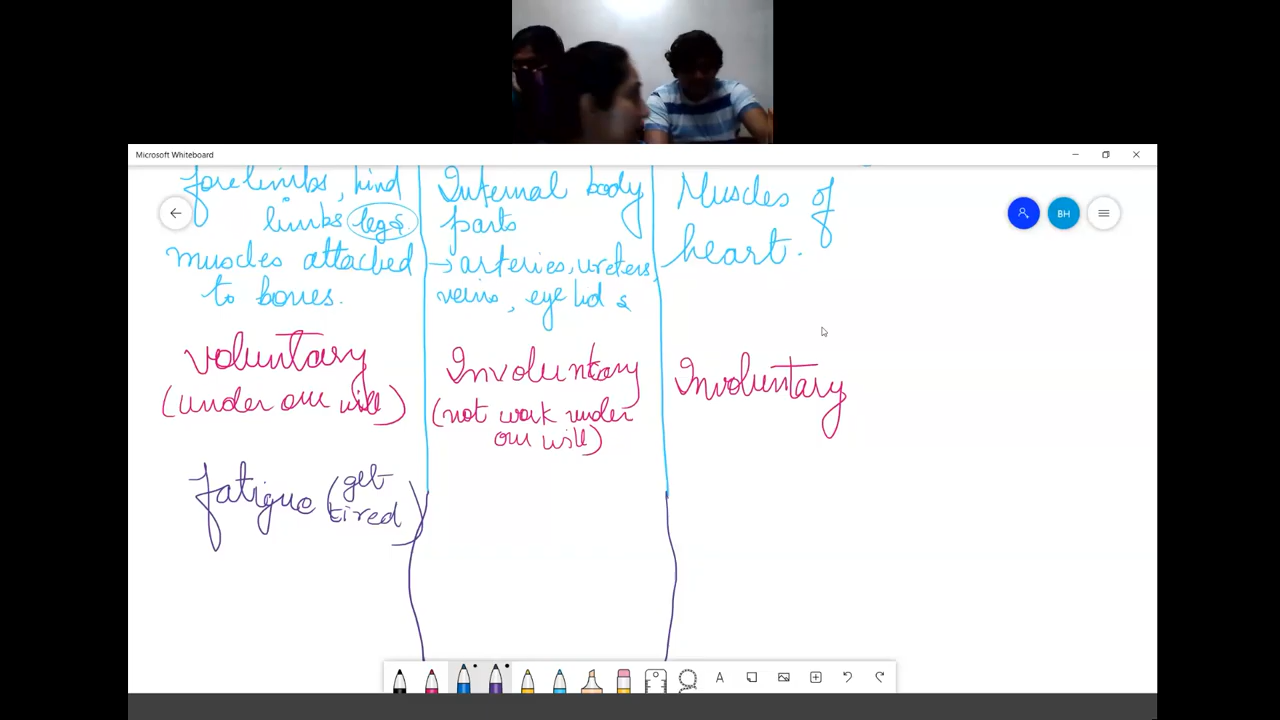 Microsoft Whiteboard
forelimbs, hind
limbs legs
muscles attached
to bones.
Internal body
parts
→ arteries, ureters,
veins, eye lid &
Muscles of
heart.
BH
Voluntary
(under our will)
Involuntary
(not work under
our will)
Involuntary
fatigue (get
tired)
A